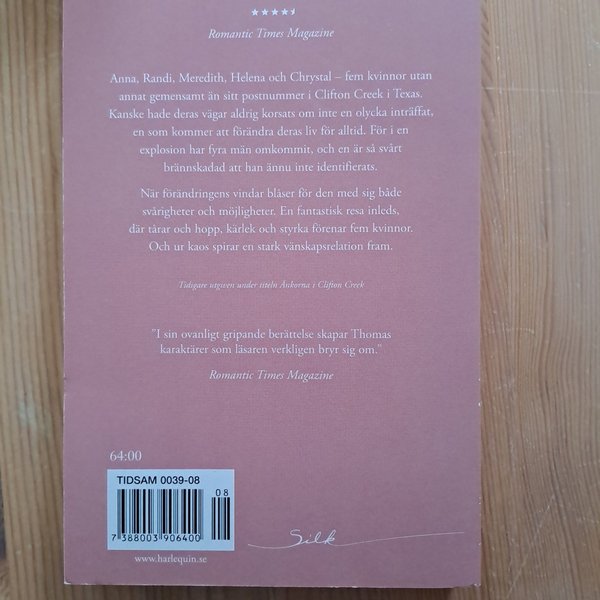 Romantic Times Magazine
Anna, Randi, Meredith, Helena och Chrystal – fem kvinnor utan
annat gemensamt än sitt postnummer i Clifton Creek i Texas.
Kanske hade deras vägar aldrig korsats om inte en olycka inträffat,
en som kommer att förändra deras liv för alltid. För i en
explosion har fyra män omkommit, och en är så svårt
brännskadad att han ännu inte identifierats.
När förändringens vindar blåser för den med sig både
svårigheter och möjligheter. En fantastisk resa inleds,
där tårar och hopp, kärlek och styrka förenar fem kvinnor.
Och ur kaos spirar en stark vänskapsrelation fram.
Tidigare utgiven under titeln Änkorna i Clifton Creek
"I sin ovanligt gripande berättelse skapar Thomas
karaktärer som läsaren verkligen bryr sig om."
Romantic Times Magazine
64:00
TIDSAM 0039-08
08
7 388003 906400
www.harlequin.se
Silk